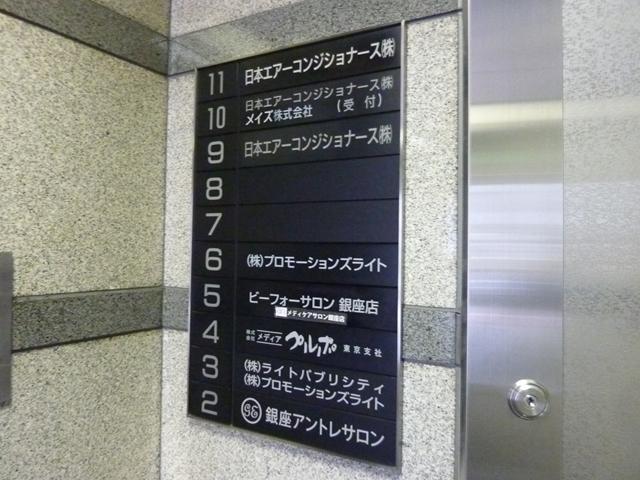 11 日本エアーコンジショナース㈱
10 日本エアーコンジショナース㈱
メイズ株式会社 (受付)
9 日本エアーコンジショナース㈱
8
7
6 (株)プロモーションズライト
5 ビーフォーサロン 銀座店
メディケアサロン銀座店
4 株式会社 メディア プルーポ 東京支社
3 (株)ライトパブリシティ
(株)プロモーションズライト
2 銀座アントレサロン